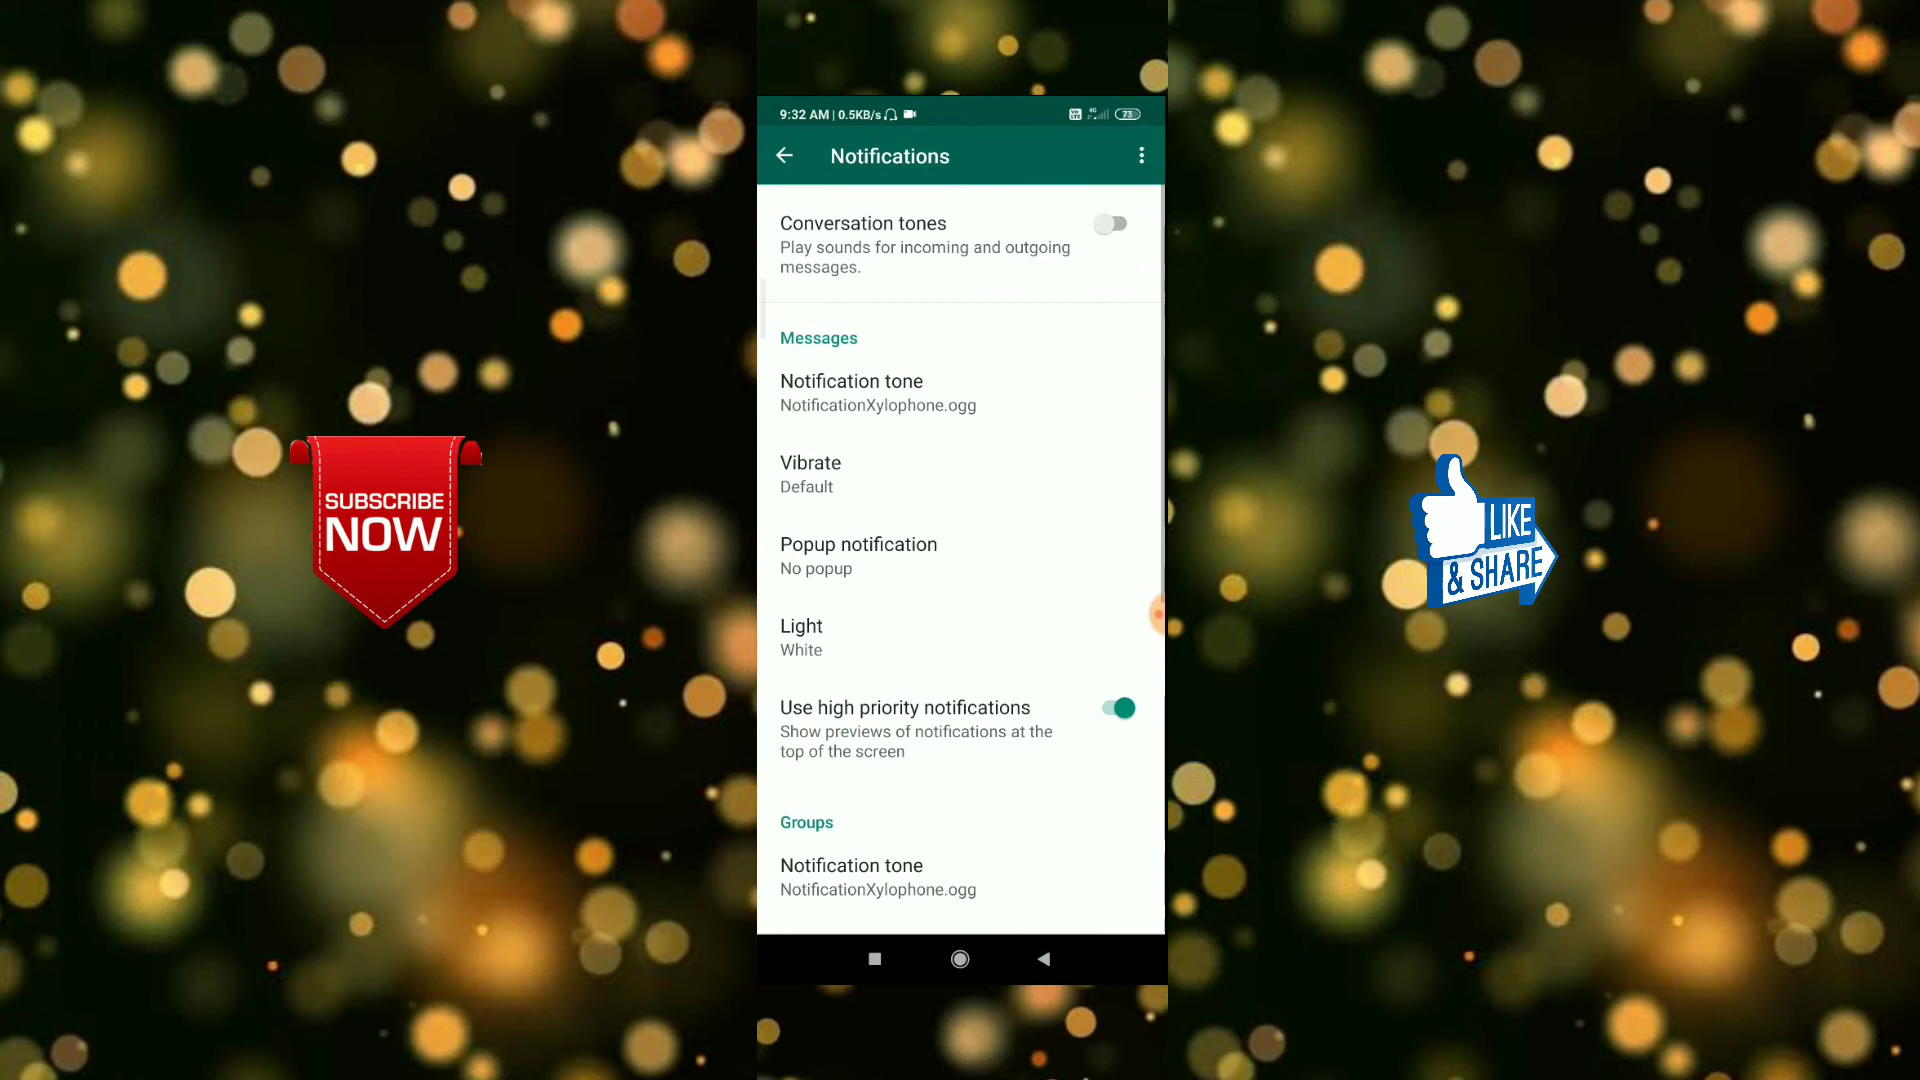 9:32 AM | 0.5KB/s
4G
73
Notifications
Conversation tones
Play sounds for incoming and outgoing
messages.
Messages
Notification tone
NotificationXylophone.ogg
Vibrate
Default
Popup notification
No popup
Light
White
Use high priority notifications
Show previews of notifications at the
top of the screen
Groups
Notification tone
NotificationXylophone.ogg
SUBSCRIBE
NOW
LIKE
& SHARE